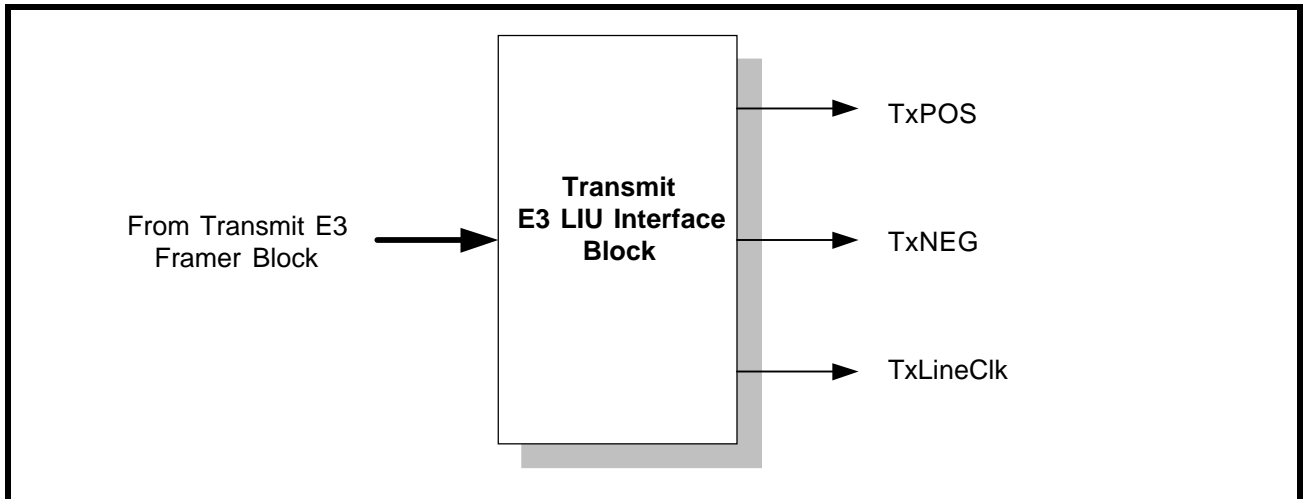 From Transmit E3
Framer Block
Transmit
E3 LIU Interface
Block
TxPOS
TxNEG
TxLineClk